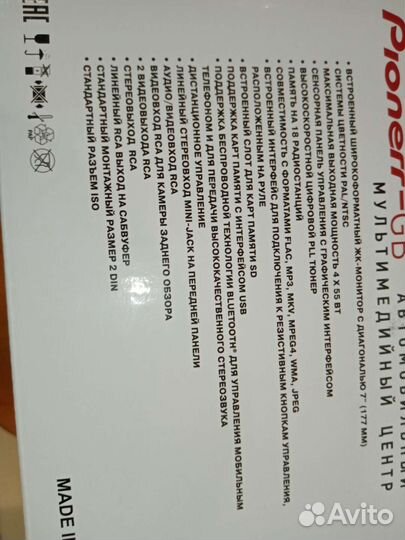 Pionerr-GB
АВТОМОБИЛЬНЫЙ
МУЛЬТИМЕДИЙНЫЙ ЦЕНТР
• ВСТРОЕННЫЙ ШИРОКОФОРМАТНЫЙ ЖК-МОНИТОР С ДИАГОНАЛЬЮ 7" (177 ММ)
• СИСТЕМЫ ЦВЕТНОСТИ PAL/NTSC
• МАКСИМАЛЬНАЯ ВЫХОДНАЯ МОЩНОСТЬ 4 X 55 ВТ
• СЕНСОРНАЯ ПАНЕЛЬ УПРАВЛЕНИЯ С ГРАФИЧЕСКИМ ИНТЕРФЕЙСОМ
• ВЫСОКОСКОРОСТНОЙ ЦИФРОВОЙ PLL ТЮНЕР
• ПАМЯТЬ НА 18 РАДИОСТАНЦИЙ
• СОВМЕСТИМОСТЬ С ФОРМАТАМИ FLAC, MP3, MKV, MPEG4, WMA, JPEG
• ВСТРОЕННЫЙ ИНТЕРФЕЙС ДЛЯ ПОДКЛЮЧЕНИЯ К РЕЗИСТИВНЫМ КНОПКАМ УПРАВЛЕНИЯ,
РАСПОЛОЖЕННЫМ НА РУЛЕ
• ВСТРОЕННЫЙ СЛОТ ДЛЯ КАРТ ПАМЯТИ SD
• ПОДДЕРЖКА КАРТ ПАМЯТИ С ИНТЕРФЕЙСОМ USB
• ПОДДЕРЖКА БЕСПРОВОДНОЙ ТЕХНОЛОГИИ BLUETOOTH® ДЛЯ УПРАВЛЕНИЯ МОБИЛЬНЫМ
ТЕЛЕФОНОМ И ПЕРЕДАЧИ ВЫСОКОКАЧЕСТВЕННОГО СТЕРЕОЗВУКА
• ДИСТАНЦИОННОЕ УПРАВЛЕНИЕ
• ЛИНЕЙНЫЙ СТЕРЕОВХОД MINI-JACK НА ПЕРЕДНЕЙ ПАНЕЛИ
• АУДИО/ВИДЕОВХОД RCA
• ВИДЕОВХОД RCA ДЛЯ КАМЕРЫ ЗАДНЕГО ОБЗОРА
• 2 ВИДЕОВЫХОДА RCA
• СТЕРЕОВЫХОД RCA
• ЛИНЕЙНЫЙ RCA ВЫХОД НА САБВУФЕР
• СТАНДАРТНЫЙ МОНТАЖНЫЙ РАЗМЕР 2 DIN
• СТАНДАРТНЫЙ РАЗЪЕМ ISO
EAC
PAP
MADE I
Avito